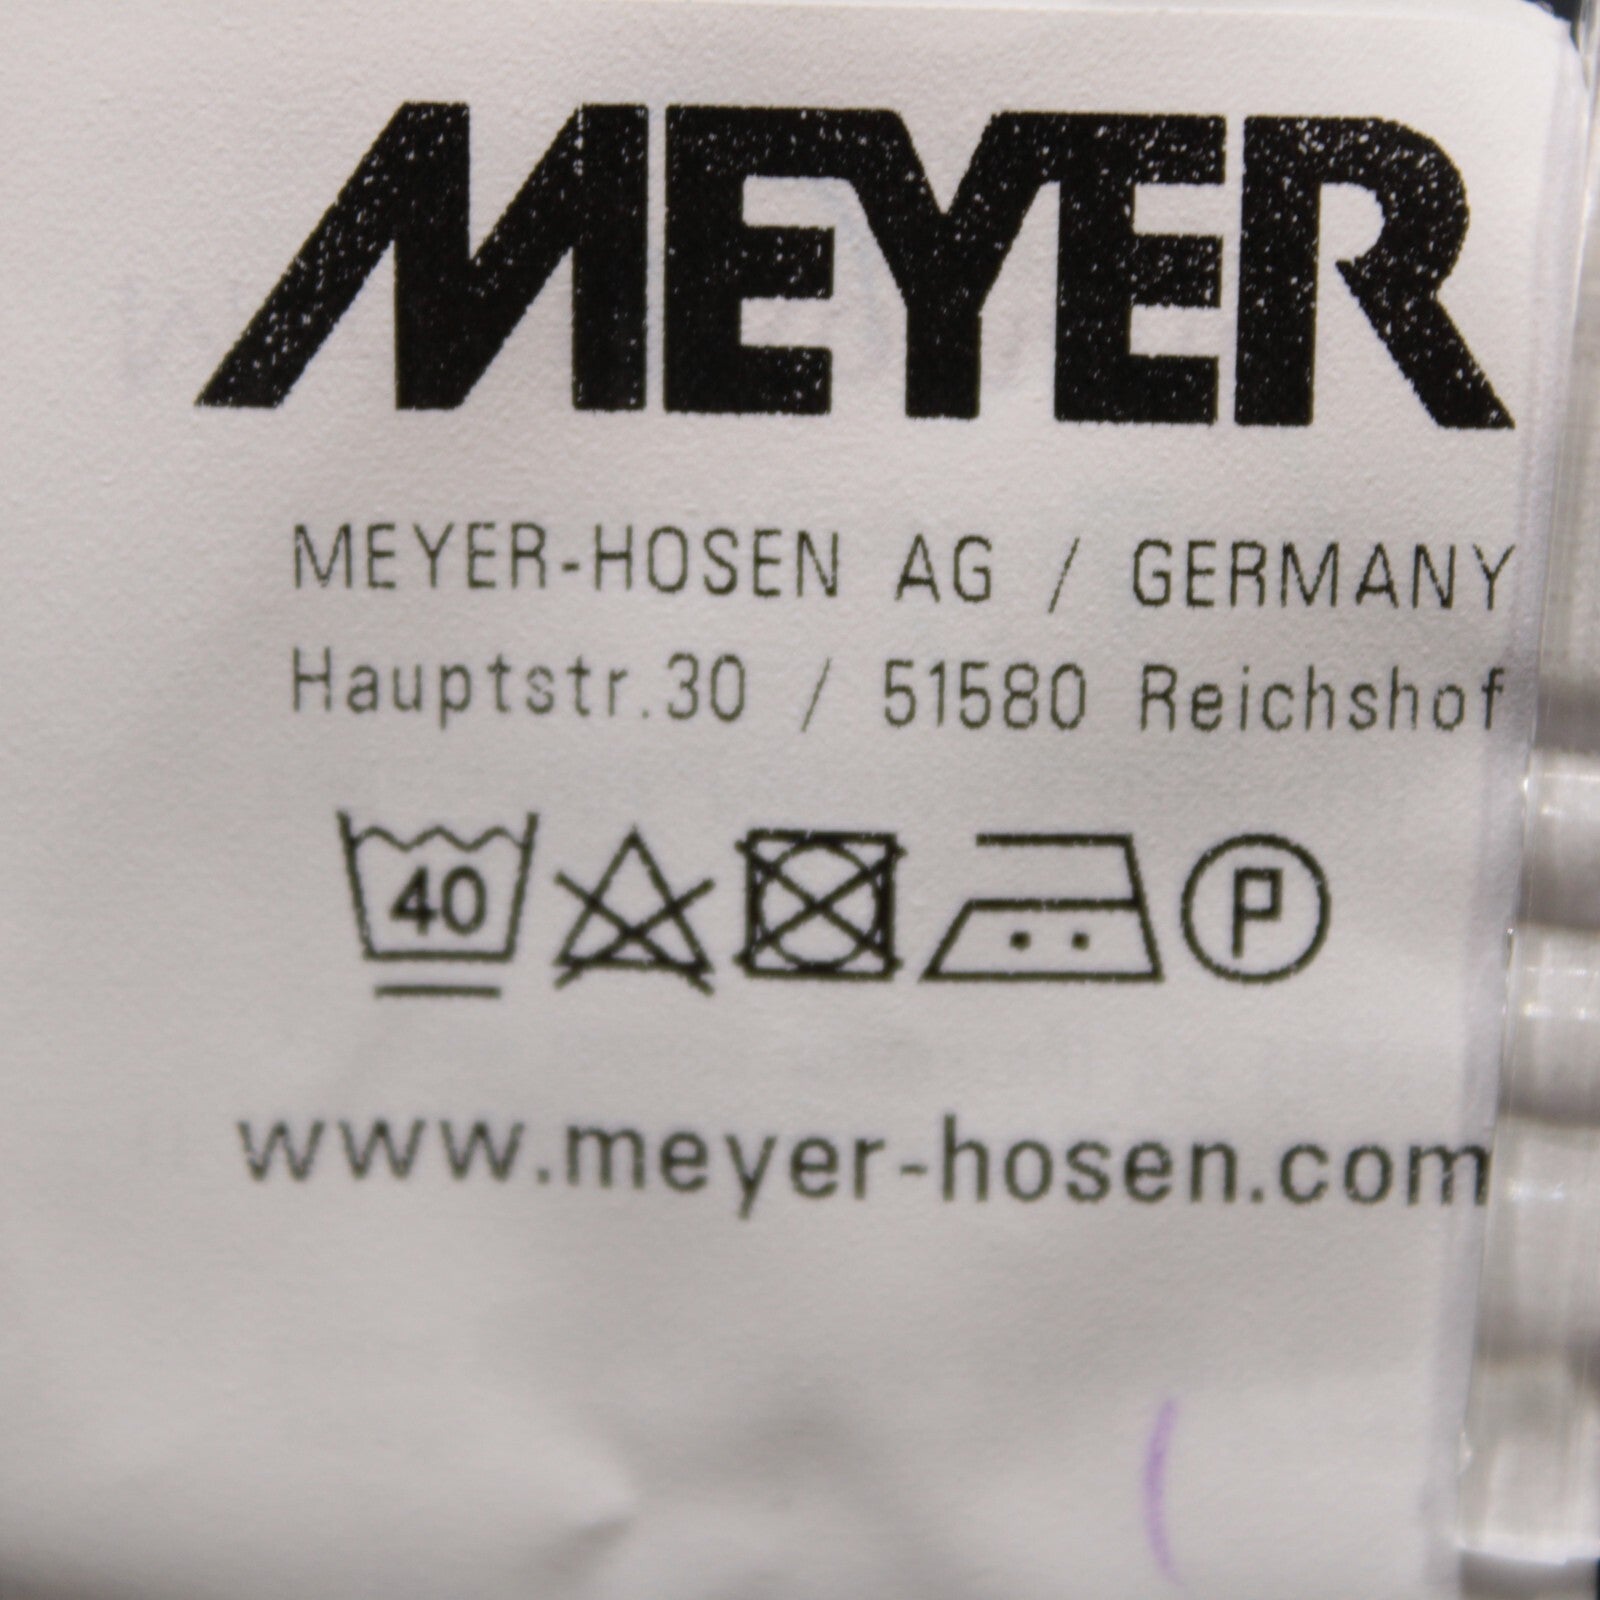 MEYER
MEYER-HOSEN AG / GERMANY
Hauptstr.30 / 51580 Reichshof
40 P
www.meyer-hosen.com